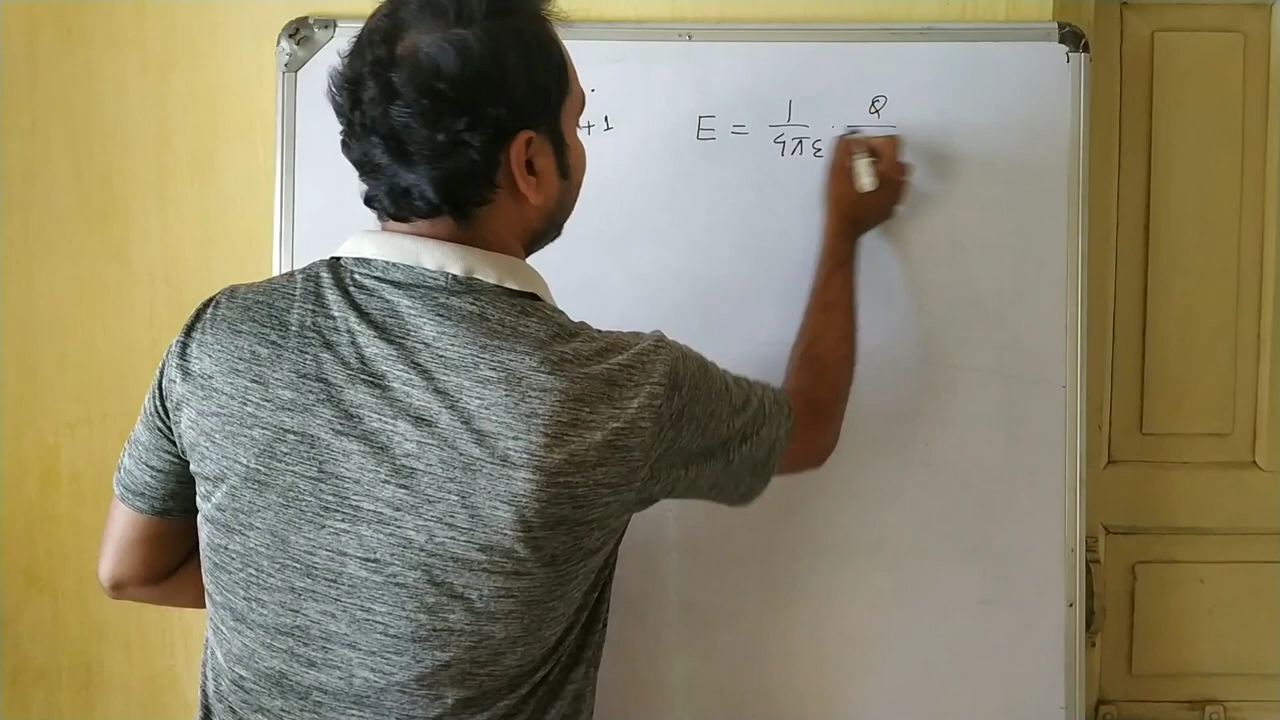 +1 E = 1/4πε · Q